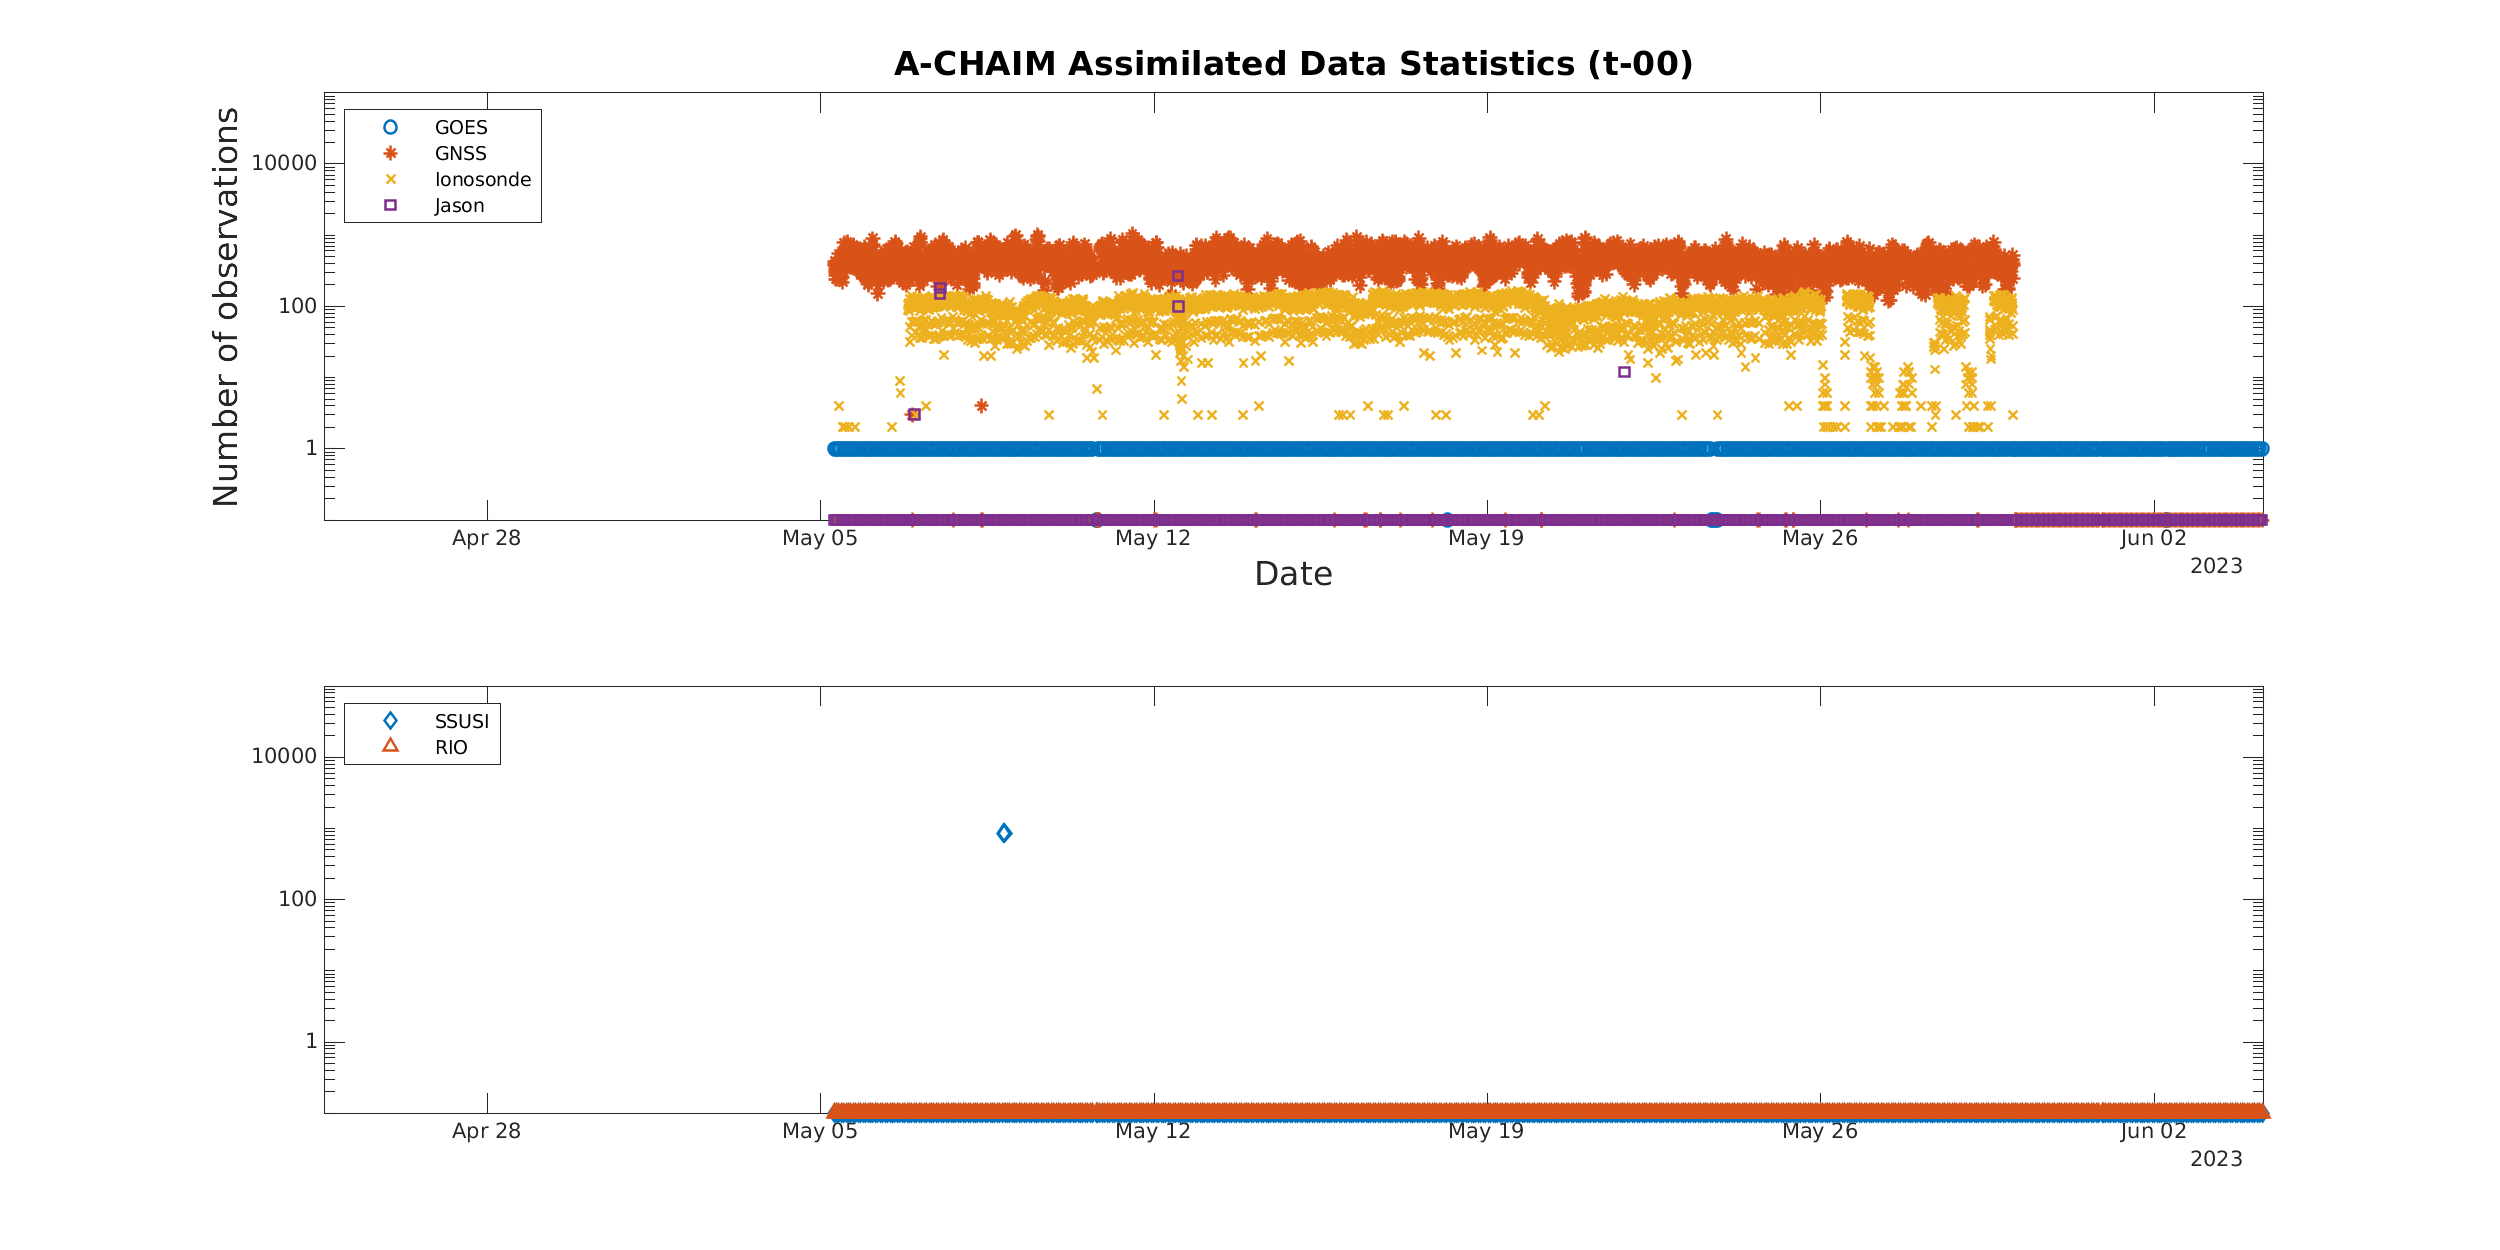 A-CHAIM Assimilated Data Statistics (t-00)
Number of observations
10000
100
1
GOES
GNSS
Ionosonde
Jason
Apr 28
May 05
May 12
May 19
May 26
Jun 02
2023
Date
10000
100
1
SSUSI
RIO
Apr 28
May 05
May 12
May 19
May 26
Jun 02
2023